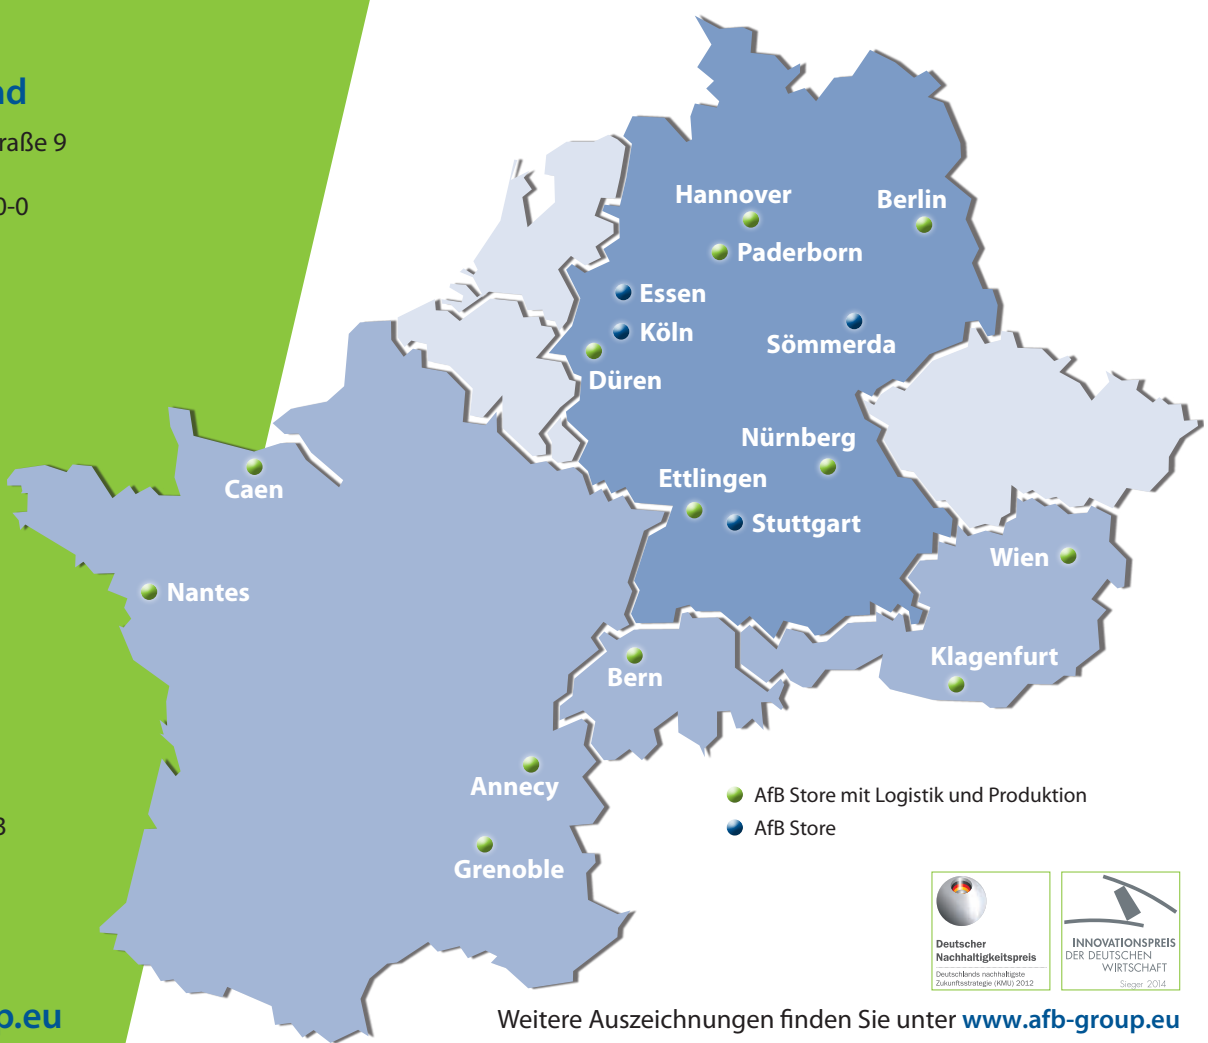 nd
raße 9
0-0
Hannover
Berlin
Paderborn
Essen
Köln
Sömmerda
Düren
Nürnberg
Ettlingen
Caen
Stuttgart
Wien
Nantes
Klagenfurt
Bern
Annecy
Grenoble
AfB Store mit Logistik und Produktion
AfB Store
3
Deutscher
Nachhaltigkeitspreis
Deutschlands nachhaltigste
Zukunftsstrategie (KMU) 2012
INNOVATIONSPREIS
DER DEUTSCHEN
WIRTSCHAFT
Sieger 2014
p.eu
Weitere Auszeichnungen finden Sie unter www.afb-group.eu